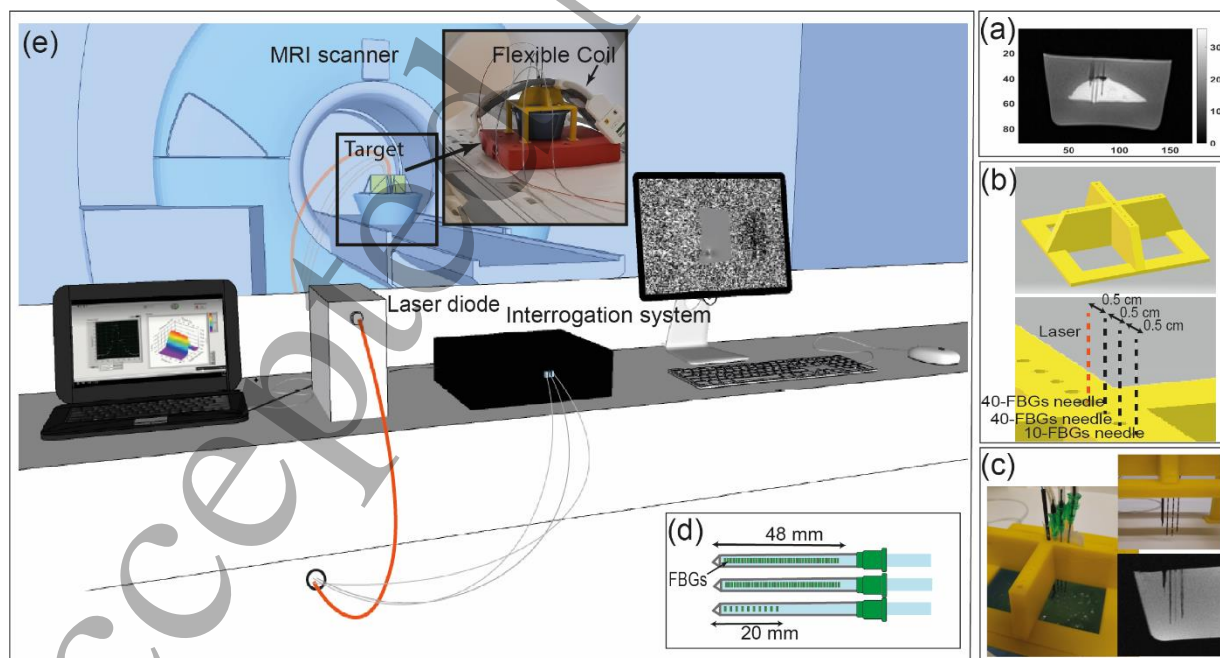 (e)
MRI scanner
Flexible Coil
Target
Laser diode
Interrogation system
(d)
48 mm
FBGs
20 mm
(a)
20
40
60
80
50
100
150
30
20
10
0
(b)
0.5 cm
0.5 cm
0.5 cm
Laser
40-FBGs needle
40-FBGs needle
10-FBGs needle
(c)
Accepted